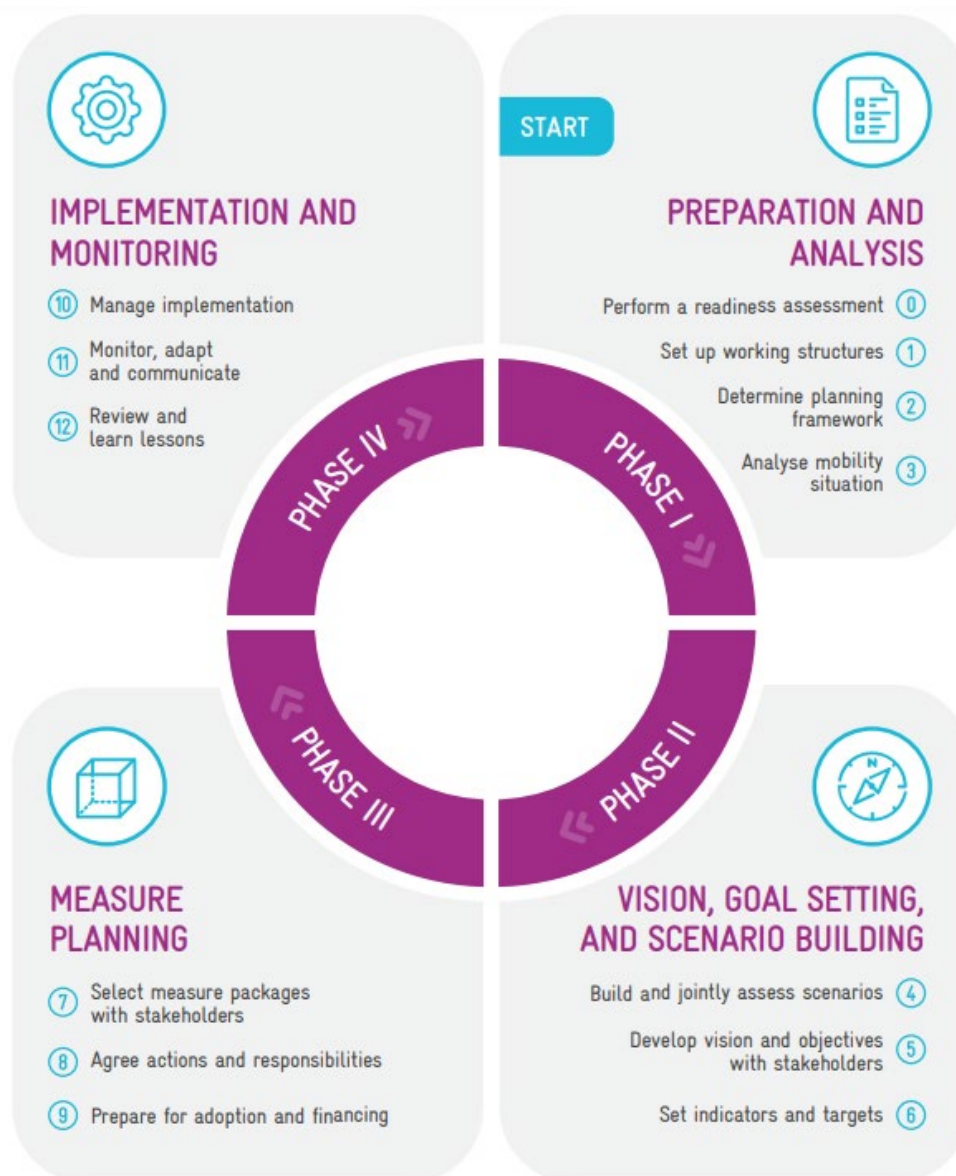 START
PREPARATION AND
ANALYSIS
Perform a readiness assessment 0
Set up working structures 1
Determine planning
framework 2
Analyse mobility
situation 3
PHASE I
VISION, GOAL SETTING,
AND SCENARIO BUILDING
N
Build and jointly assess scenarios 4
Develop vision and objectives
with stakeholders 5
Set indicators and targets 6
PHASE II
MEASURE
PLANNING
7 Select measure packages
with stakeholders
8 Agree actions and responsibilities
9 Prepare for adoption and financing
PHASE III
IMPLEMENTATION AND
MONITORING
10 Manage implementation
11 Monitor, adapt
and communicate
12 Review and
learn lessons
PHASE IV